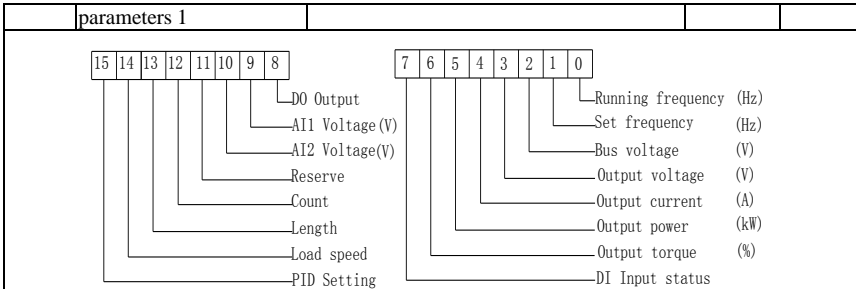 parameters 1
15 14 13 12 11 10 9 8
7 6 5 4 3 2 1 0
DO Output
AI1 Voltage(V)
AI2 Voltage(V)
Reserve
Count
Length
Load speed
PID Setting
Running frequency (Hz)
Set frequency (Hz)
Bus voltage (V)
Output voltage (V)
Output current (A)
Output power (kW)
Output torque (%)
DI Input status